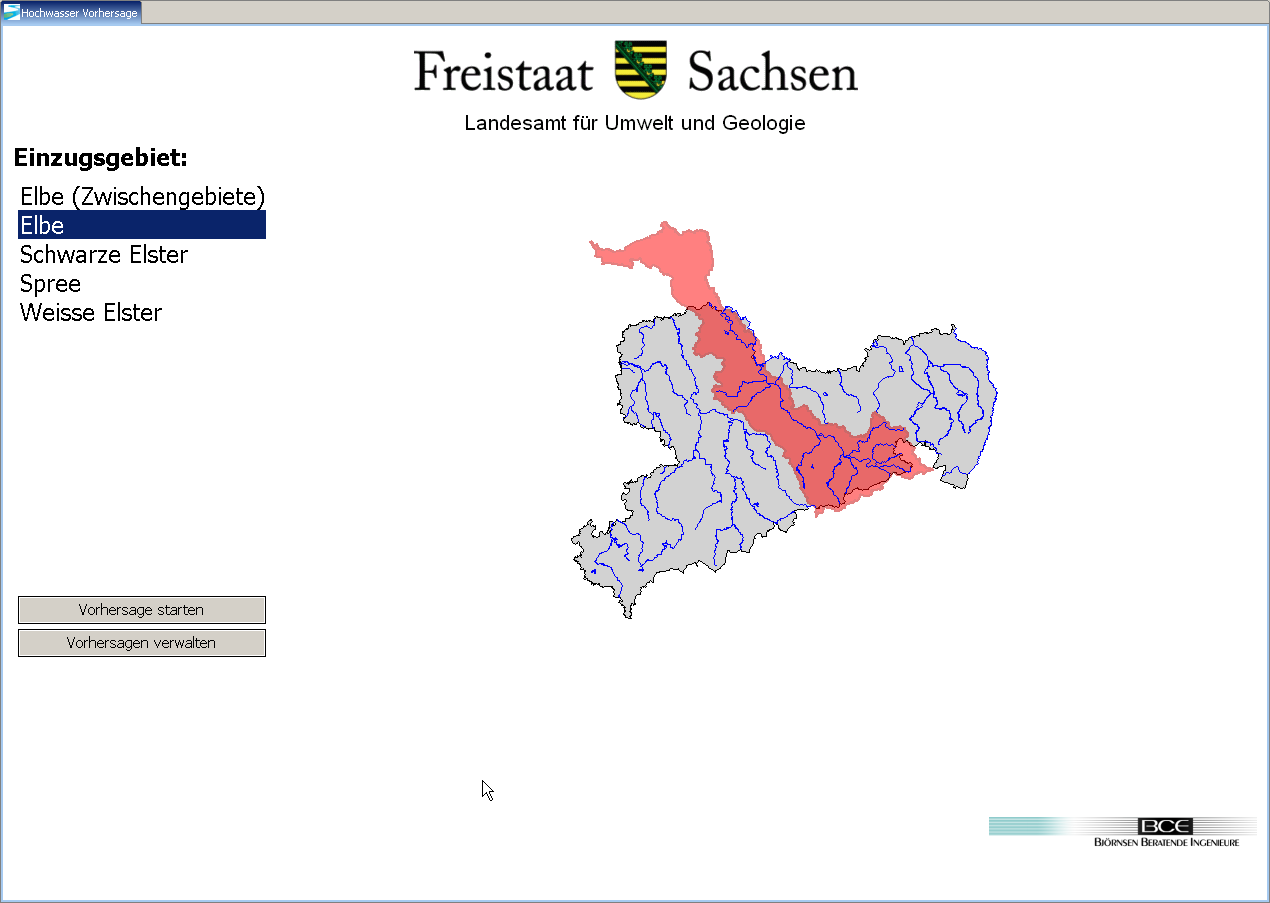 Hochwasser Vorhersage
Freistaat Sachsen
Landesamt für Umwelt und Geologie
Einzugsgebiet:
Elbe (Zwischengebiete)
Elbe
Schwarze Elster
Spree
Weisse Elster
Vorhersage starten
Vorhersagen verwalten
BCE
BJÖRNSEN BERATENDE INGENIEURE